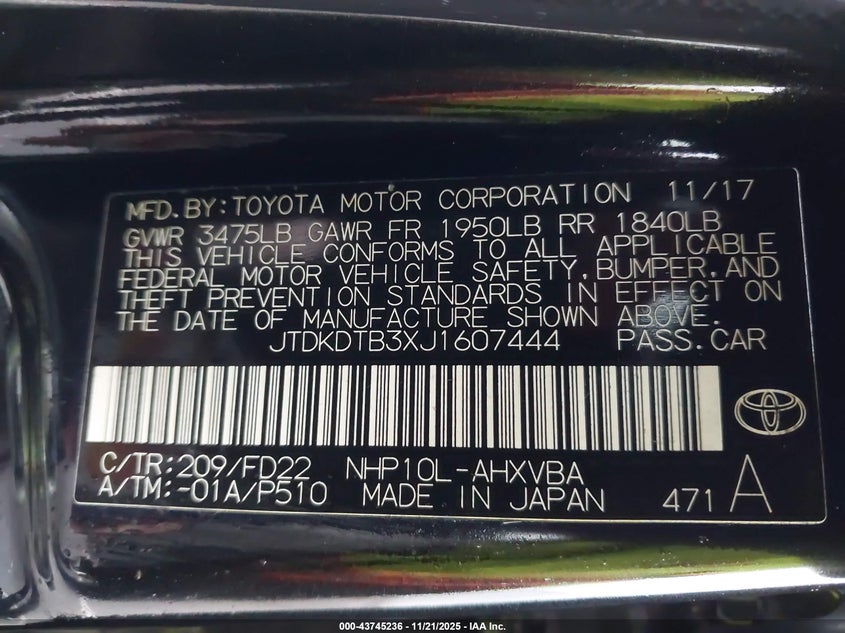 MFD.BY:TOYOTA MOTOR CORPORATION 11/17
GVWR 3475LB GAWR FR 1950LB RR 1840LB
THIS VEHICLE CONFORMS TO ALL APPLICABLE
FEDERAL MOTOR VEHICLE SAFETY,BUMPER,AND
THEFT PREVENTION STANDARDS IN EFFECT ON
THE DATE OF MANUFACTURE SHOWN ABOVE.
JTDKDTB3XJ1607444 PASS.CAR
C/TR:209/FD22 NHP10L-AHXVBA
A/TM:-01A/P510 MADE IN JAPAN 471 A
000-43745236 - 11/21/2025 - IAA Inc.